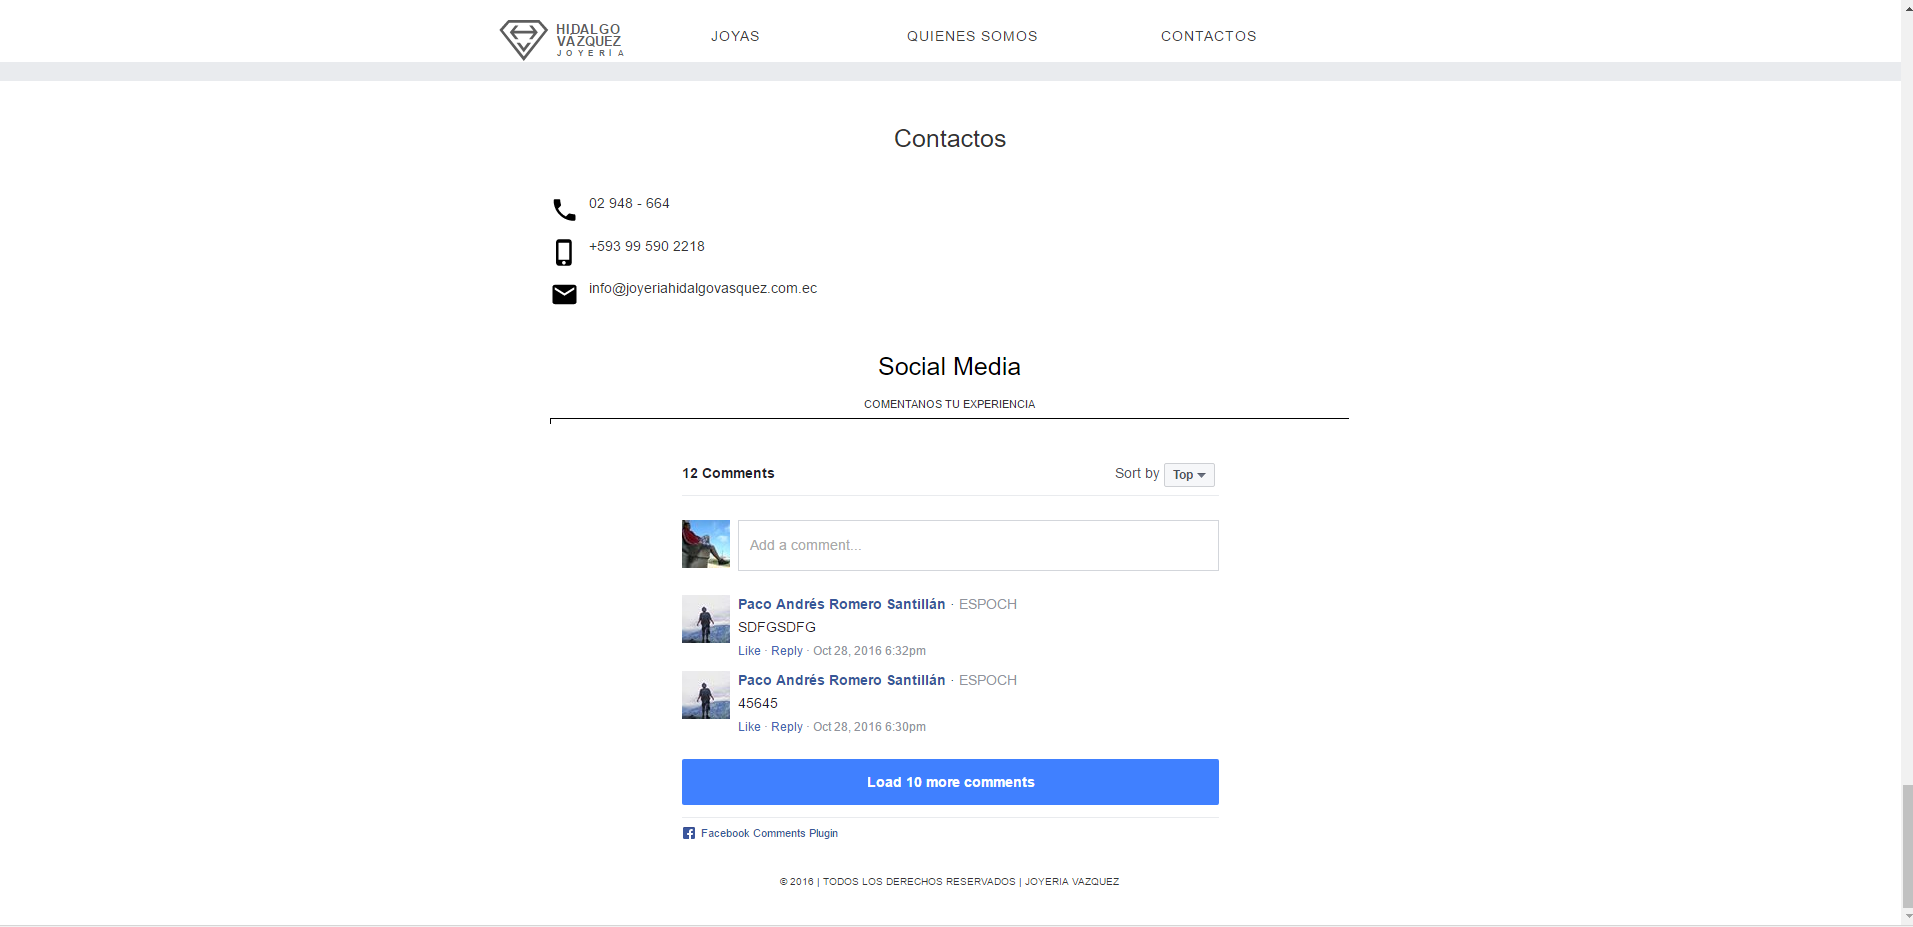 HIDALGO
VAZQUEZ
JOYERÍA
JOYAS
QUIENES SOMOS
CONTACTOS
Contactos
02 948 - 664
+593 99 590 2218
info@joyeriahidalgovasquez.com.ec
Social Media
COMENTANOS TU EXPERIENCIA
12 Comments
Sort by Top
Add a comment...
Paco Andrés Romero Santillán · ESPOCH
SDFGSDFG
Like · Reply · Oct 28, 2016 6:32pm
Paco Andrés Romero Santillán · ESPOCH
45645
Like · Reply · Oct 28, 2016 6:30pm
Load 10 more comments
Facebook Comments Plugin
© 2016 | TODOS LOS DERECHOS RESERVADOS | JOYERIA VAZQUEZ